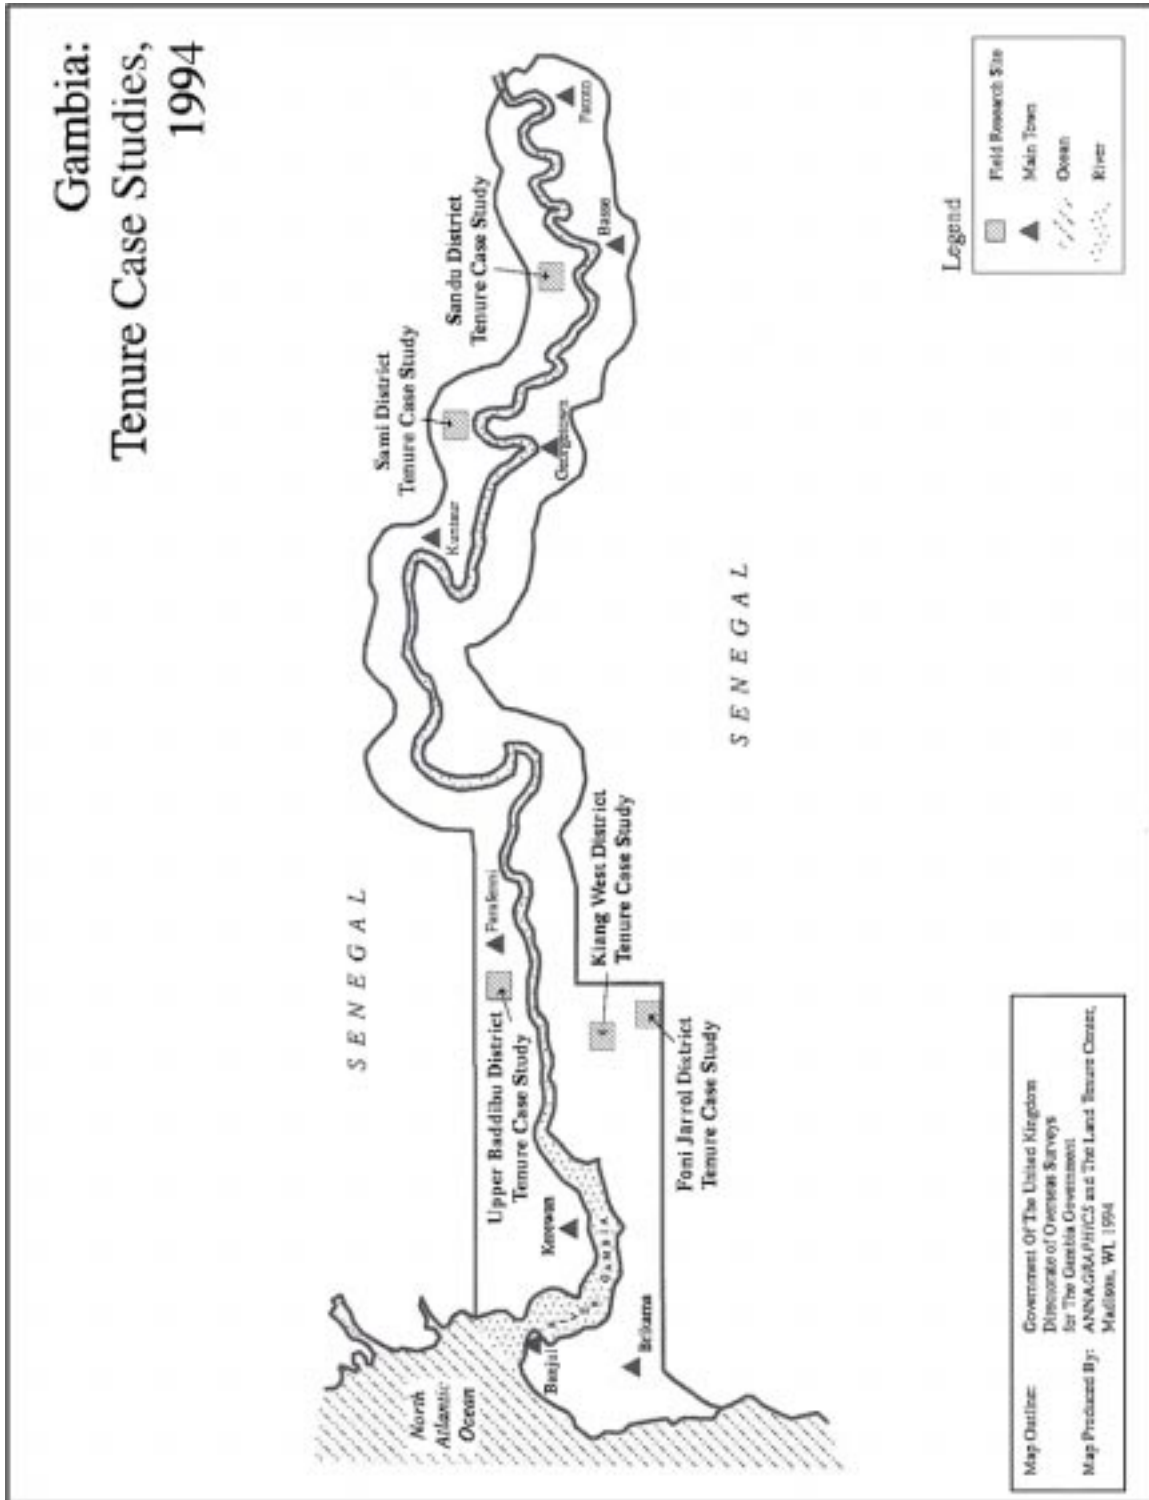 Gambia:
Tenure Case Studies,
1994
SENEGAL
Sami District
Tenure Case Study
Sandu District
Tenure Case Study
Kuntaur
Georgetown
Basse
Upper Baddibu District
Tenure Case Study
Farafenni
Kiang West District
Tenure Case Study
Foni Jarrol District
Tenure Case Study
SENEGAL
North
Atlantic
Ocean
Banjul
Kerewan
RIVER GAMBIA
Brikama
Legend
Field Research Site
Main Town
Ocean
River
Map Outline: Government Of The United Kingdom
Directorate of Overseas Surveys
for The Gambia Government
Map Produced By: ANNAGRAPHICS and The Land Tenure Center,
Madison, WI. 1994